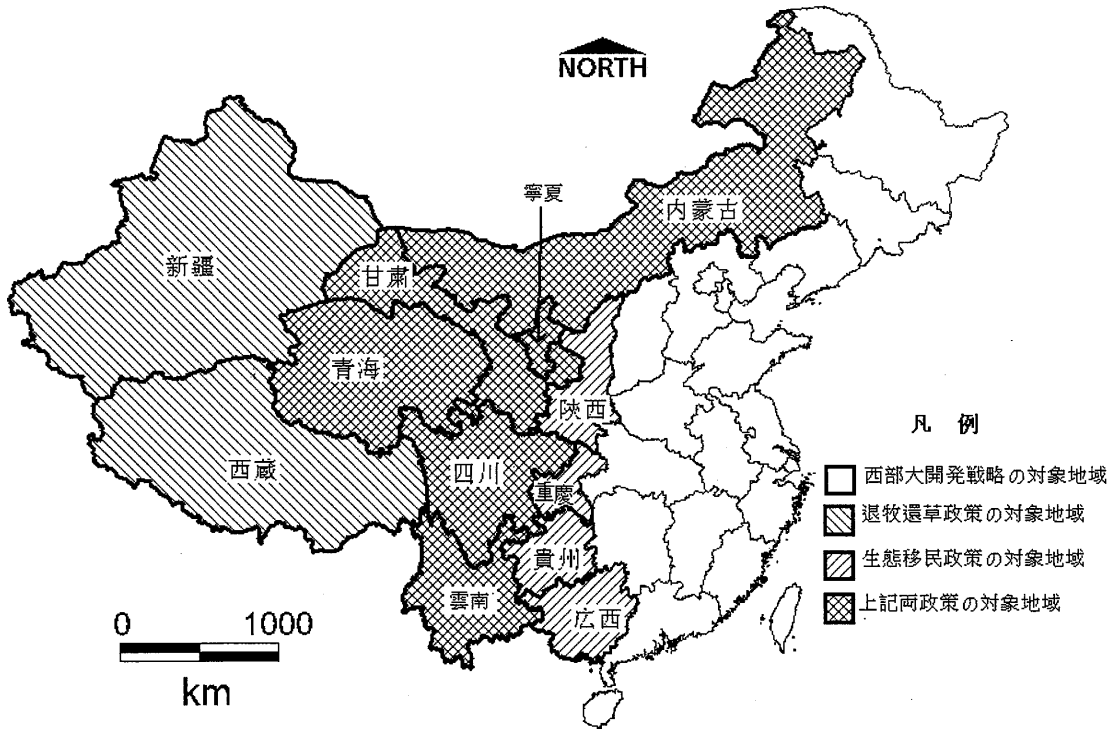 NORTH
寧夏
内蒙古
新疆
甘粛
青海
陝西
西蔵
四川
重慶
貴州
雲南
広西
凡 例
西部大開発戦略の対象地域
退牧還草政策の対象地域
生態移民政策の対象地域
上記両政策の対象地域
0 1000
km